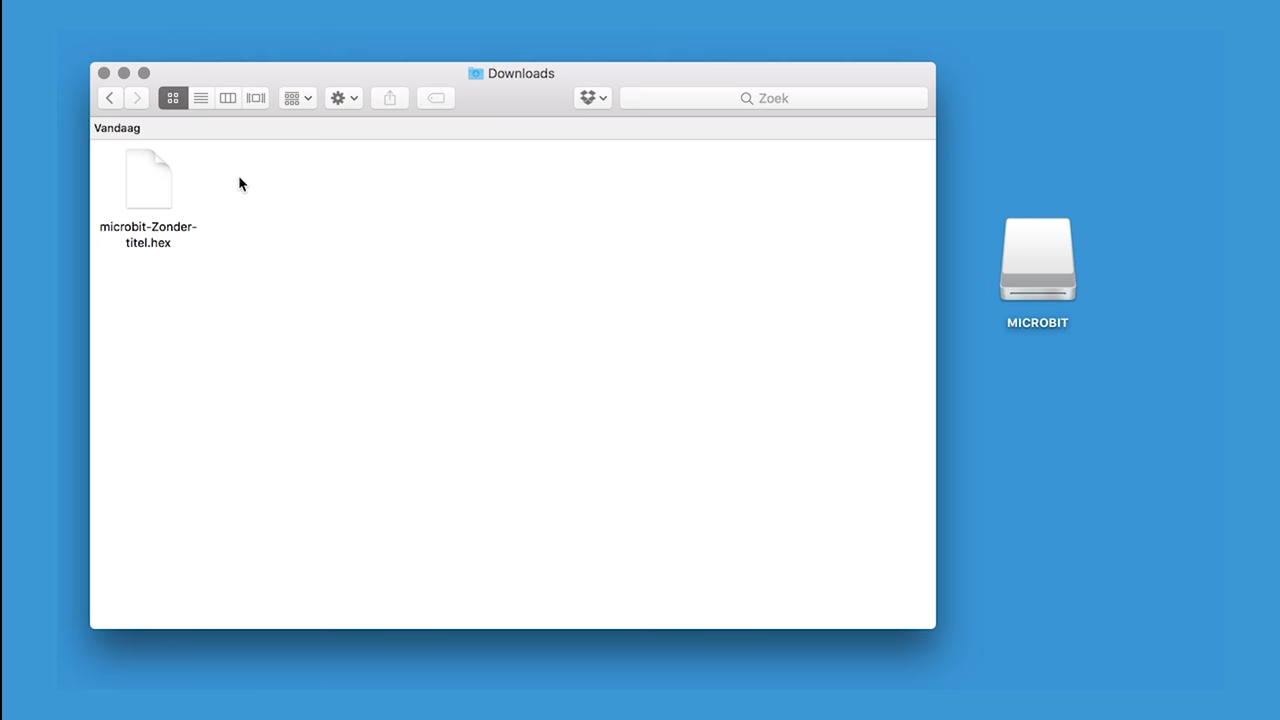 Downloads
Zoek
Vandaag
microbit-Zonder-
titel.hex
MICROBIT